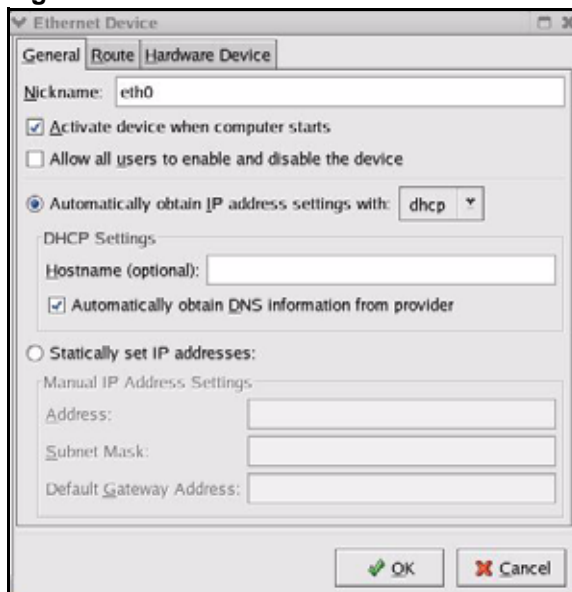 Ethernet Device
General Route Hardware Device
Nickname: eth0
Activate device when computer starts
Allow all users to enable and disable the device
Automatically obtain IP address settings with: dhcp
DHCP Settings
Hostname (optional):
Automatically obtain DNS information from provider
Statically set IP addresses:
Manual IP Address Settings
Address:
Subnet Mask:
Default Gateway Address:
OK Cancel